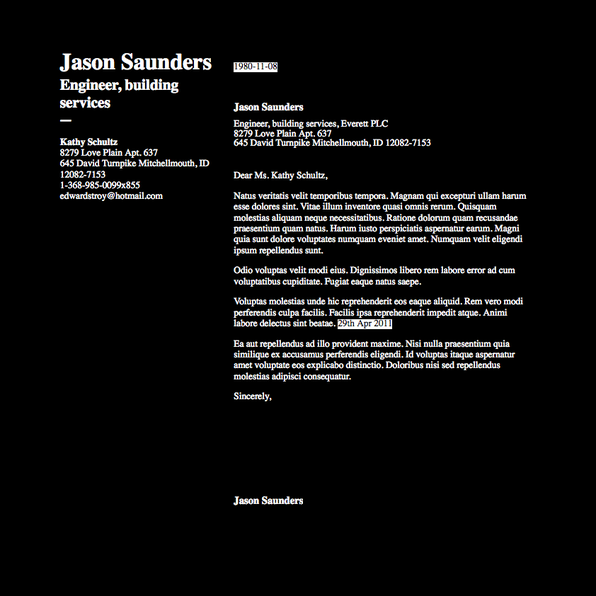 Jason Saunders
Engineer, building
services
Kathy Schultz
8279 Love Plain Apt. 637
645 David Turnpike Mitchellmouth, ID
12082-7153
1-368-985-0099x855
edwardstroy@hotmail.com
1980-11-08
Jason Saunders
Engineer, building services, Everett PLC
8279 Love Plain Apt. 637
645 David Turnpike Mitchellmouth, ID 12082-7153
Dear Ms. Kathy Schultz,
Natus veritatis velit temporibus tempora. Magnam qui excepturi ullam harum
esse dolores sint. Vitae illum inventore quasi omnis rerum. Quisquam
molestias aliquam neque necessitatibus. Ratione dolorum quam recusandae
praesentium quam natus. Harum iusto perspiciatis aspernatur earum. Magni
quia sunt dolore voluptates numquam eveniet amet. Numquam velit eligendi
ipsum repellendus sunt.
Odio voluptas velit modi eius. Dignissimos libero rem labore error ad cum
voluptatibus cupiditate. Fugiat eaque natus saepe.
Voluptas molestias unde hic reprehenderit eos eaque aliquid. Rem vero modi
perferendis culpa facilis. Facilis ipsa reprehenderit impedit atque. Animi
labore delectus sint beatae. 29th Apr 2011
Ea aut repellendus ad illo provident maxime. Nisi nulla praesentium quia
similique ex accusamus perferendis eligendi. Id voluptas itaque aspernatur
amet voluptate eos explicabo distinctio. Doloribus nisi sed repellendus
molestias adipisci consequatur.
Sincerely,
Jason Saunders